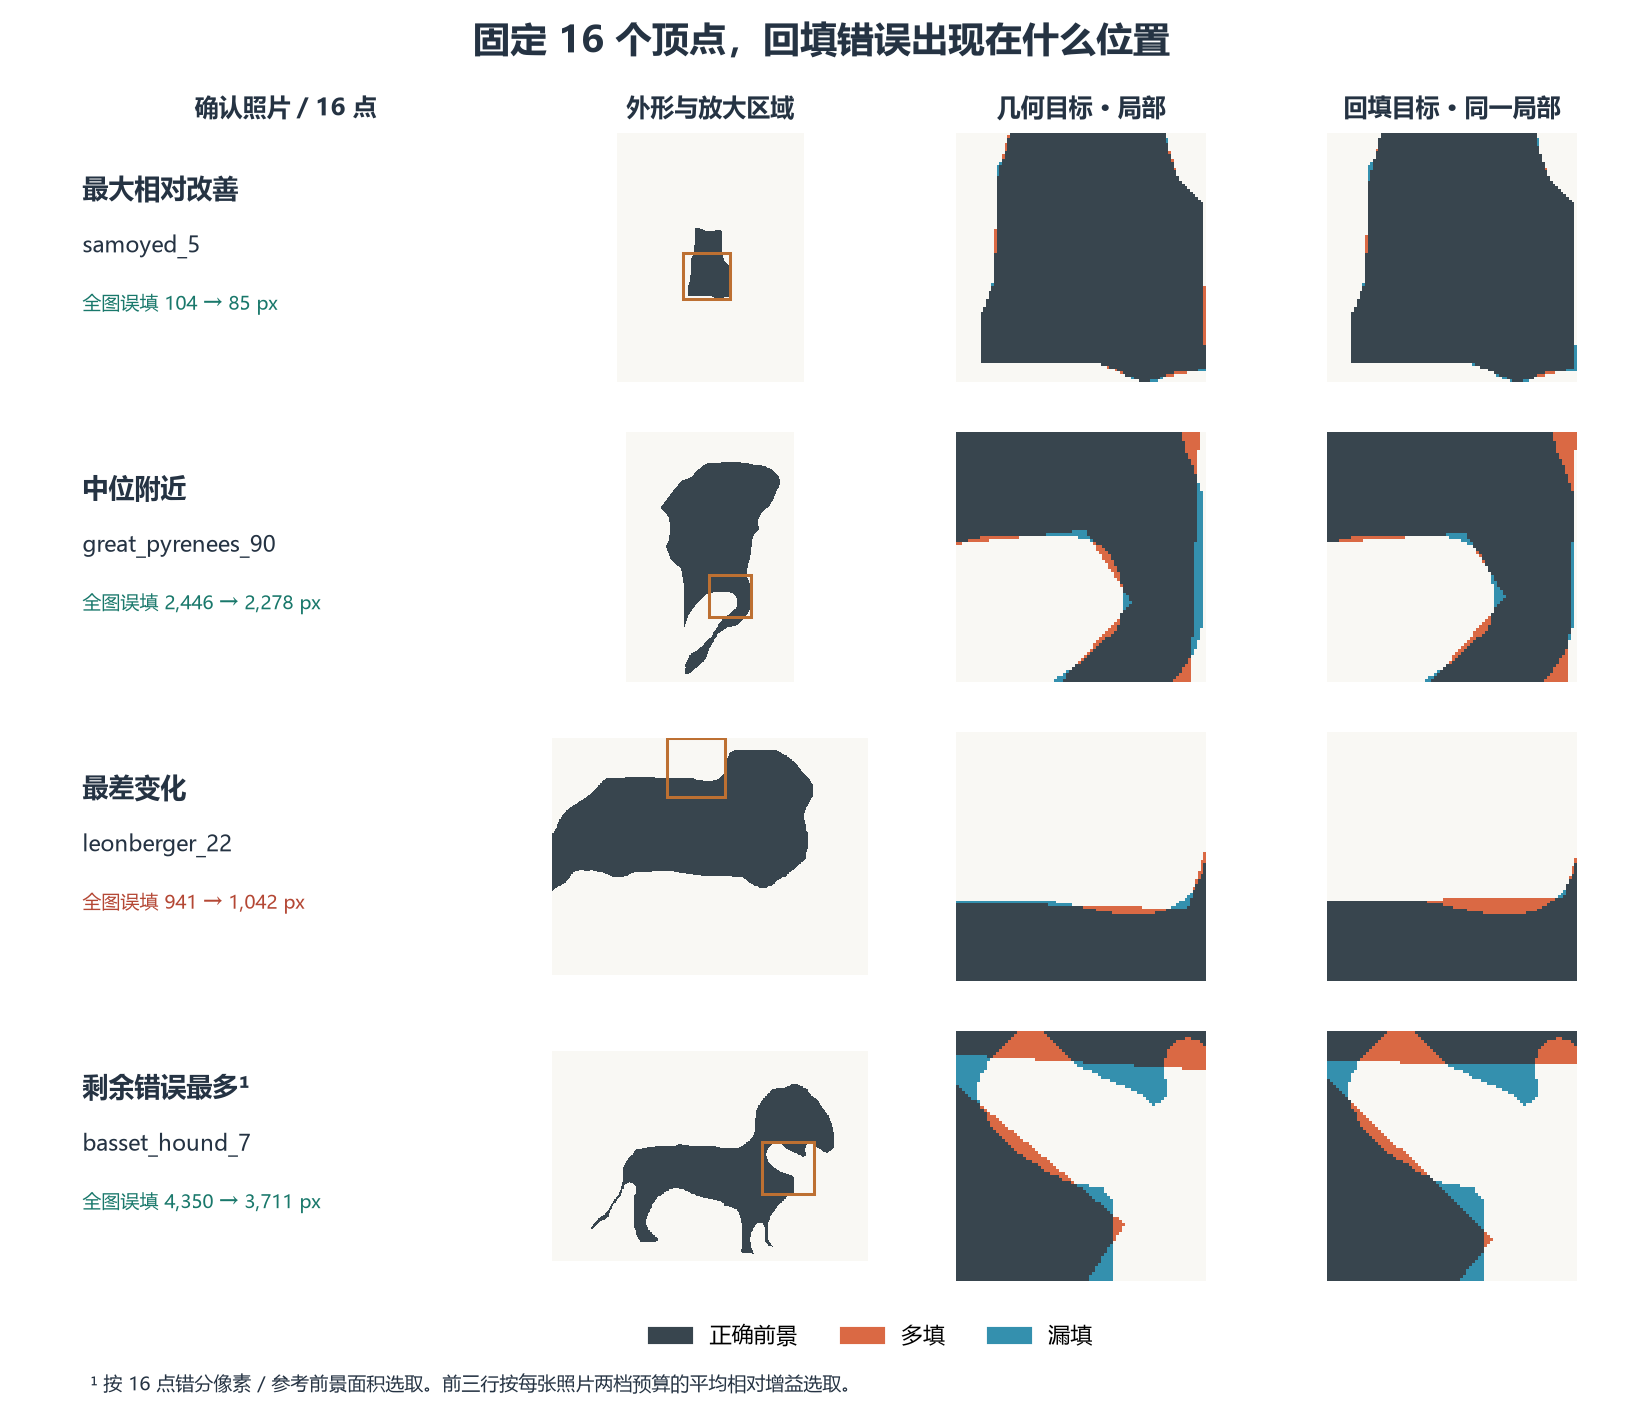 固定 16 个顶点，回填错误出现在什么位置
确认照片 / 16 点
外形与放大区域
几何目标 · 局部
回填目标 · 同一局部
最大相对改善
samoyed_5
全图误填 104 → 85 px
中位附近
great_pyrenees_90
全图误填 2,446 → 2,278 px
最差变化
leonberger_22
全图误填 941 → 1,042 px
剩余错误最多¹
basset_hound_7
全图误填 4,350 → 3,711 px
正确前景
多填
漏填
¹ 按 16 点错分像素 / 参考前景面积选取。前三行按每张照片两档预算的平均相对增益选取。